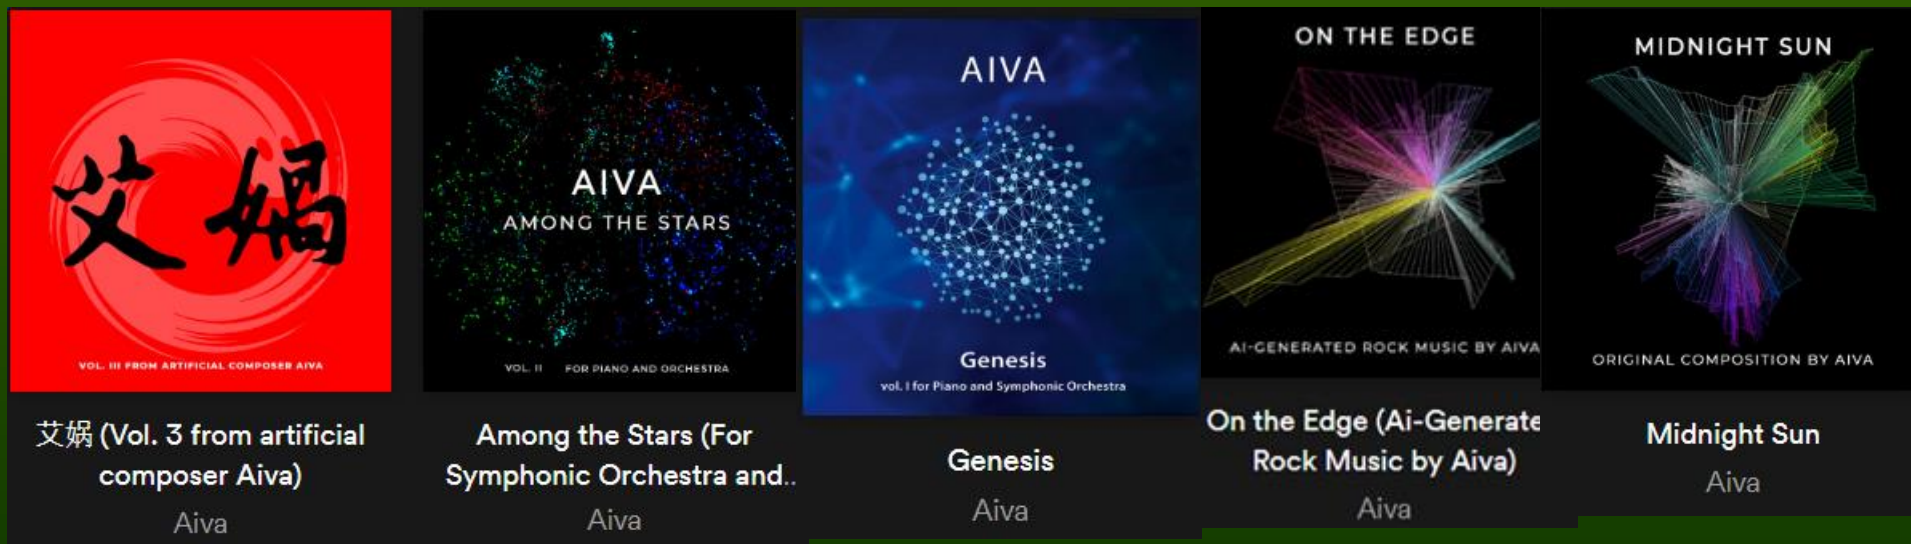 艾娲
VOL. III FROM ARTIFICIAL COMPOSER AIVA
艾娲 (Vol. 3 from artificial
composer Aiva)
Aiva
AIVA
AMONG THE STARS
VOL. II FOR PIANO AND ORCHESTRA
Among the Stars (For
Symphonic Orchestra and..
Aiva
AIVA
Genesis
vol. I for Piano and Symphonic Orchestra
Genesis
Aiva
ON THE EDGE
AI-GENERATED ROCK MUSIC BY AIVA
On the Edge (Ai-Generate
Rock Music by Aiva)
Aiva
MIDNIGHT SUN
ORIGINAL COMPOSITION BY AIVA
Midnight Sun
Aiva